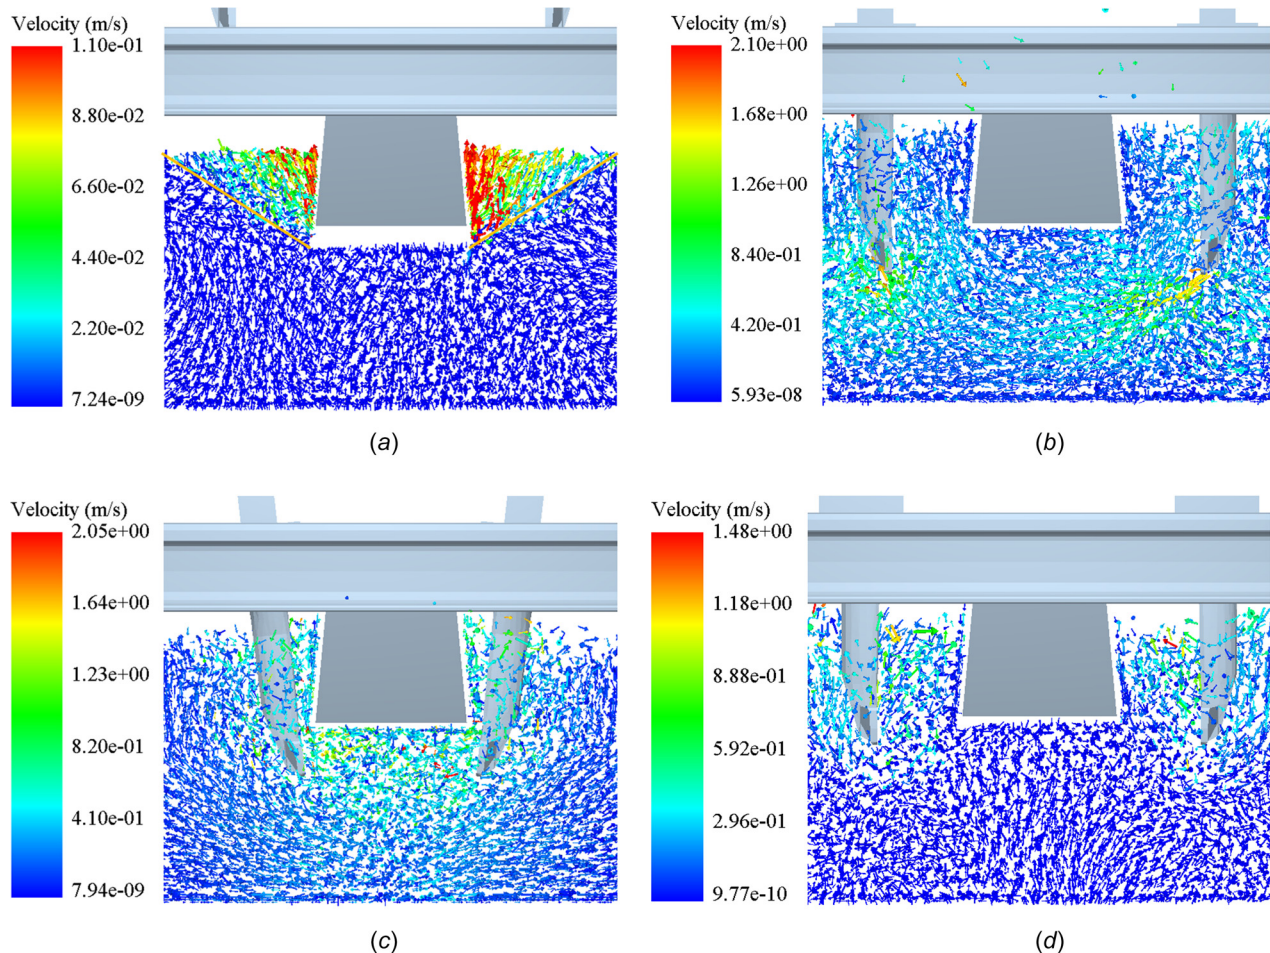 Velocity (m/s)
1.10e-01
8.80e-02
6.60e-02
4.40e-02
2.20e-02
7.24e-09
(a)
Velocity (m/s)
2.10e+00
1.68e+00
1.26e+00
8.40e-01
4.20e-01
5.93e-08
(b)
Velocity (m/s)
2.05e+00
1.64e+00
1.23e+00
8.20e-01
4.10e-01
7.94e-09
(c)
Velocity (m/s)
1.48e+00
1.18e+00
8.88e-01
5.92e-01
2.96e-01
9.77e-10
(d)